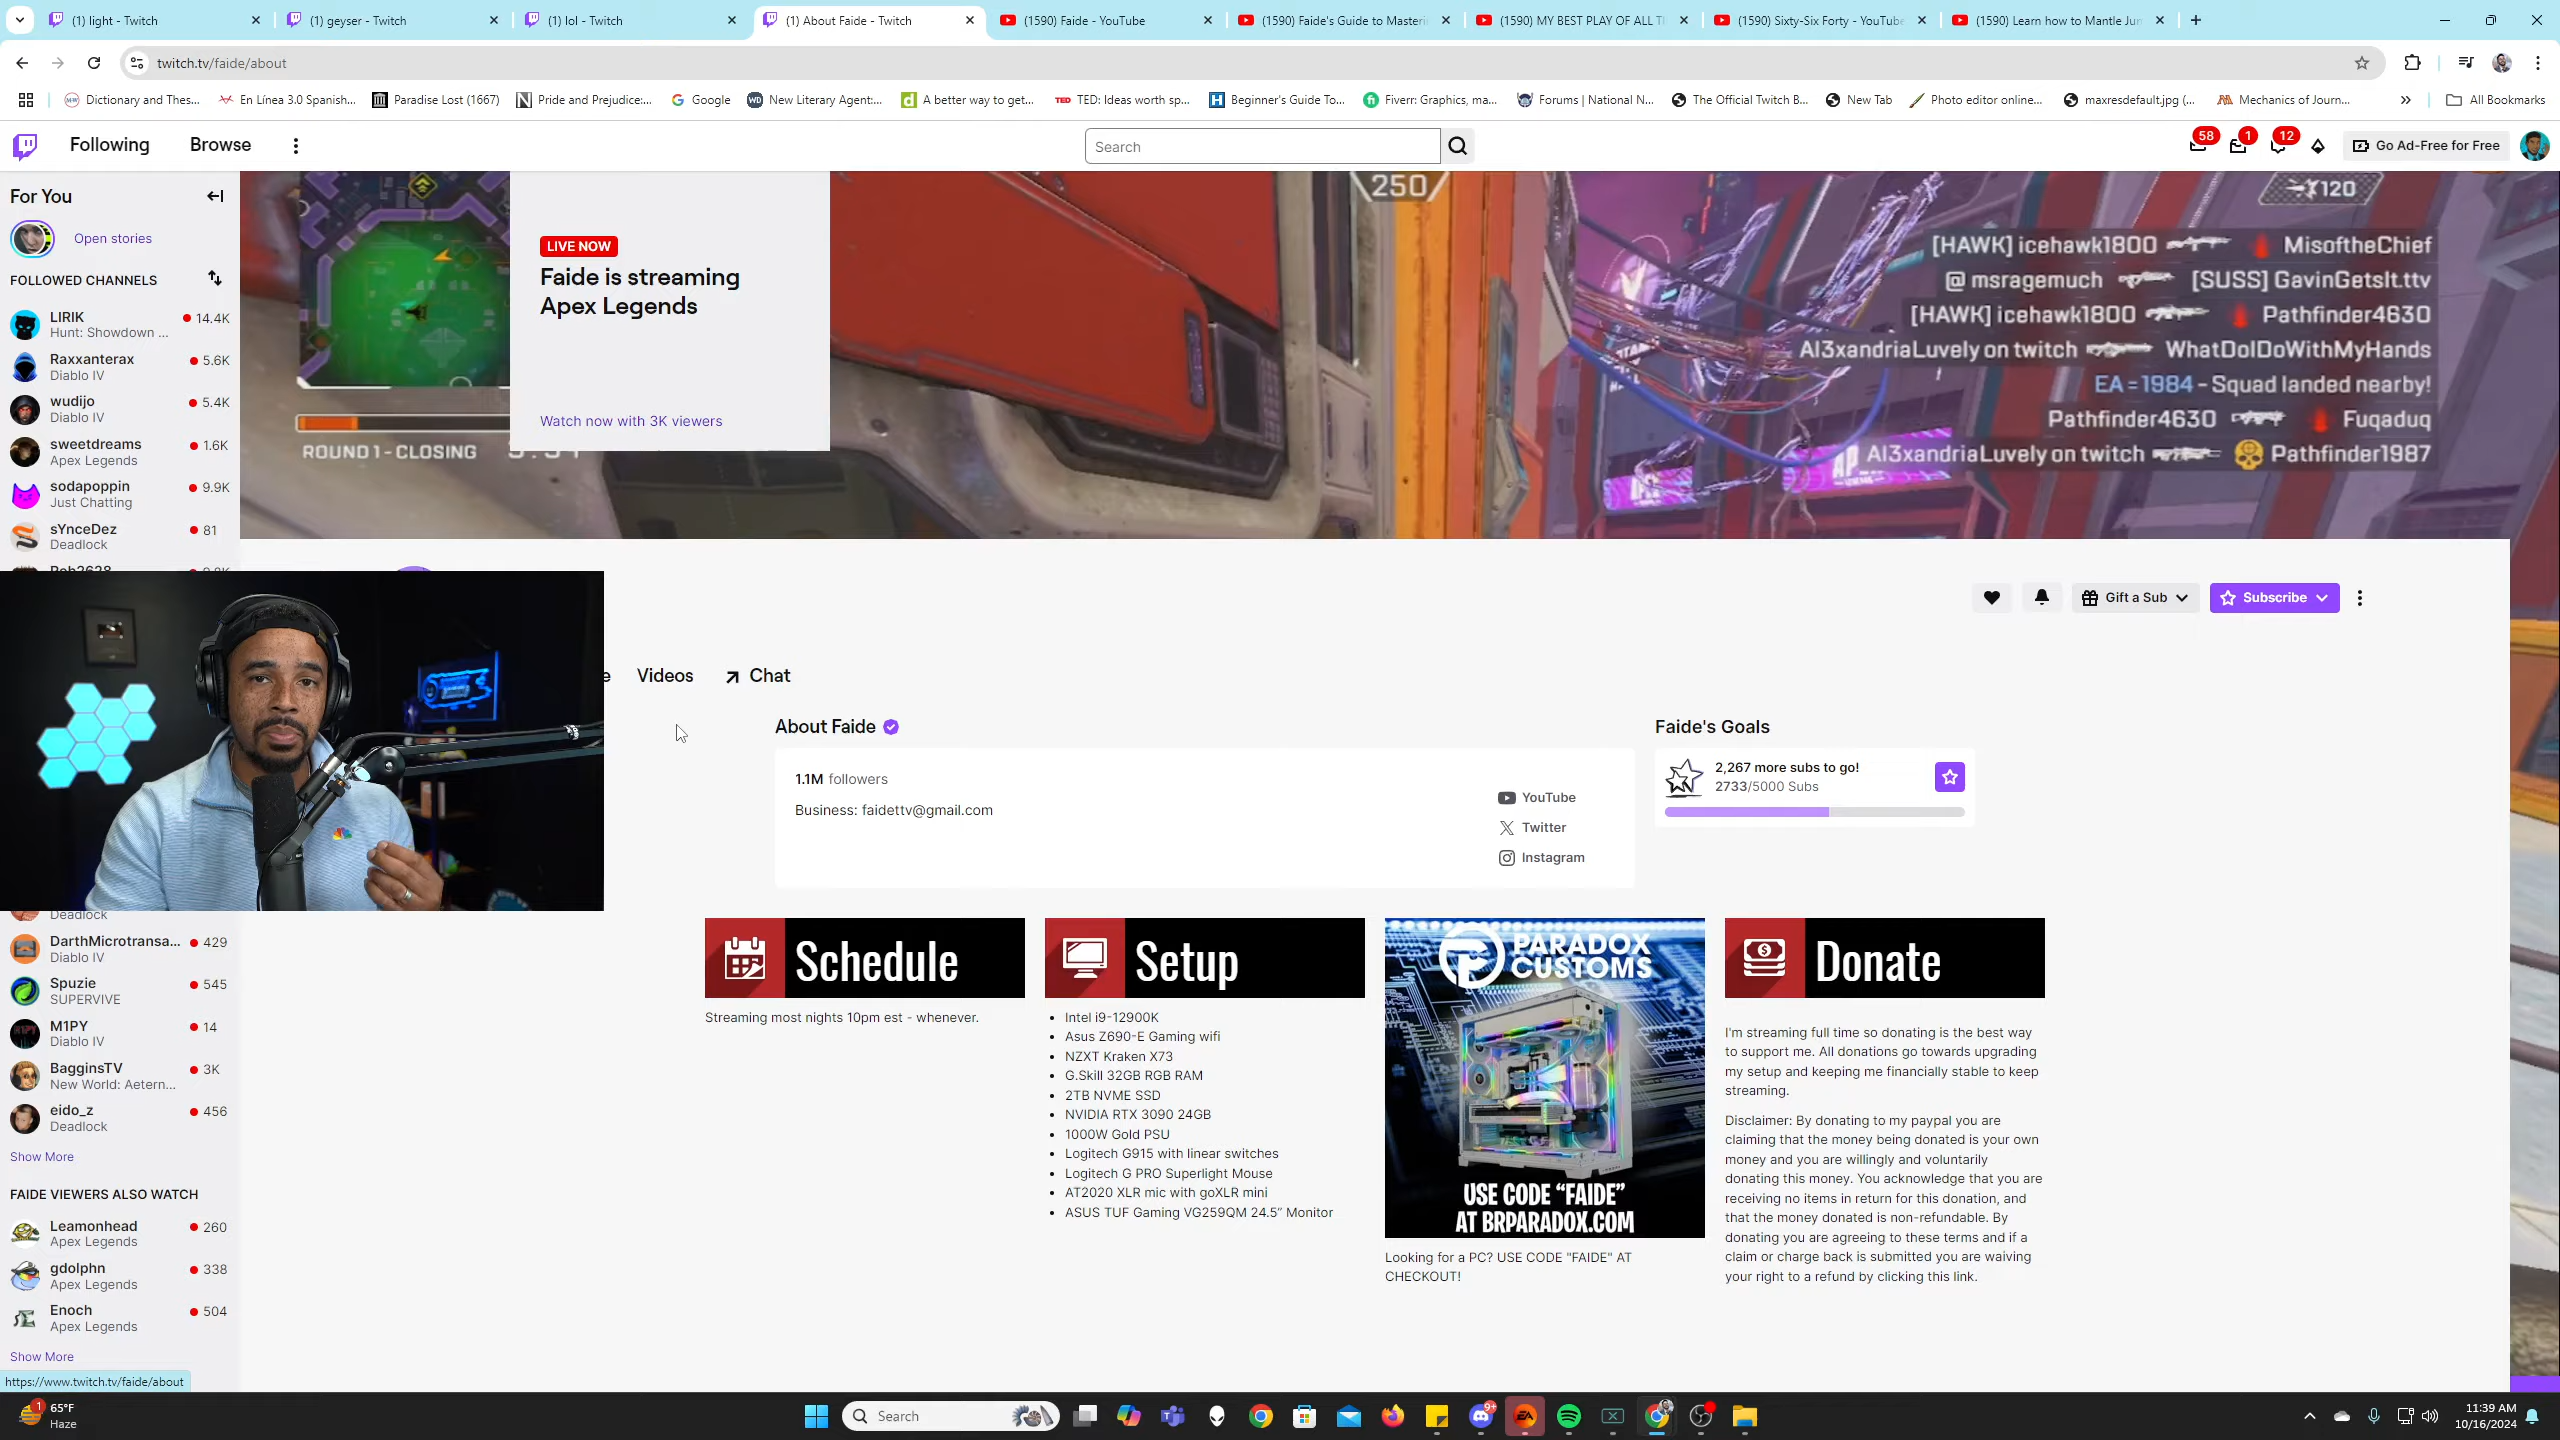 (1) light - Twitch
(1) geyser - Twitch
(1) lol - Twitch
(1) About Faide - Twitch
(1590) Faide - YouTube
(1590) Faide's Guide to Masteri
(1590) MY BEST PLAY OF ALL TI
(1590) Sixty-Six Forty - YouTube
(1590) Learn how to Mantle Jum
twitch.tv/faide/about
Dictionary and Thes...
En Línea 3.0 Spanish...
Paradise Lost (1667)
Pride and Prejudice:...
Google
New Literary Agent:...
A better way to get...
TED: Ideas worth sp...
Beginner's Guide To...
Fiverr: Graphics, ma...
Forums | National N...
The Official Twitch B...
New Tab
Photo editor online...
maxresdefault.jpg (...
Mechanics of Journ...
All Bookmarks
Following
Browse
Search
58
1
12
Go Ad-Free for Free
For You
Open stories
FOLLOWED CHANNELS
LIRIK 14.4K
Hunt: Showdown ...
Raxxanterax 5.6K
Diablo IV
wudijo 5.4K
Diablo IV
sweetdreams 1.6K
Apex Legends
sodapoppin 9.9K
Just Chatting
sYnceDez 81
Deadlock
Deadlock
DarthMicrotransa... 429
Diablo IV
Spuzie 545
SUPERVIVE
M1PY 14
Diablo IV
BagginsTV 3K
New World: Aetern...
eido_z 456
Deadlock
Show More
FAIDE VIEWERS ALSO WATCH
Leamonhead 260
Apex Legends
gdolphn 338
Apex Legends
Enoch 504
Apex Legends
Show More
https://www.twitch.tv/faide/about
LIVE NOW
Faide is streaming
Apex Legends
Watch now with 3K viewers
ROUND 1 - CLOSING
250
120
[HAWK] icehawk1800 MisoftheChief
@ msragemuch [SUSS] GavinGetsIt.ttv
[HAWK] icehawk1800 Pathfinder4630
Al3xandriaLuvely on twitch WhatDoIDoWithMyHands
EA = 1984 - Squad landed nearby!
Pathfinder4630 Fuqaduq
Al3xandriaLuvely on twitch Pathfinder1987
Gift a Sub
Subscribe
Videos
Chat
About Faide
1.1M followers
Business: faidettv@gmail.com
YouTube
Twitter
Instagram
Faide's Goals
2,267 more subs to go!
2733/5000 Subs
Schedule
Streaming most nights 10pm est - whenever.
Setup
• Intel i9-12900K
• Asus Z690-E Gaming wifi
• NZXT Kraken X73
• G.Skill 32GB RGB RAM
• 2TB NVME SSD
• NVIDIA RTX 3090 24GB
• 1000W Gold PSU
• Logitech G915 with linear switches
• Logitech G PRO Superlight Mouse
• AT2020 XLR mic with goXLR mini
• ASUS TUF Gaming VG259QM 24.5” Monitor
PARADOX
CUSTOMS
USE CODE “FAIDE”
AT BRPARADOX.COM
Looking for a PC? USE CODE "FAIDE" AT
CHECKOUT!
Donate
I'm streaming full time so donating is the best way
to support me. All donations go towards upgrading
my setup and keeping me financially stable to keep
streaming.
Disclaimer: By donating to my paypal you are
claiming that the money being donated is your own
money and you are willingly and voluntarily
donating this money. You acknowledge that you are
receiving no items in return for this donation, and
that the money donated is non-refundable. By
donating you are agreeing to these terms and if a
claim or charge back is submitted you are waiving
your right to a refund by clicking this link.
1
65°F
Haze
Search
9+
11:39 AM
10/16/2024